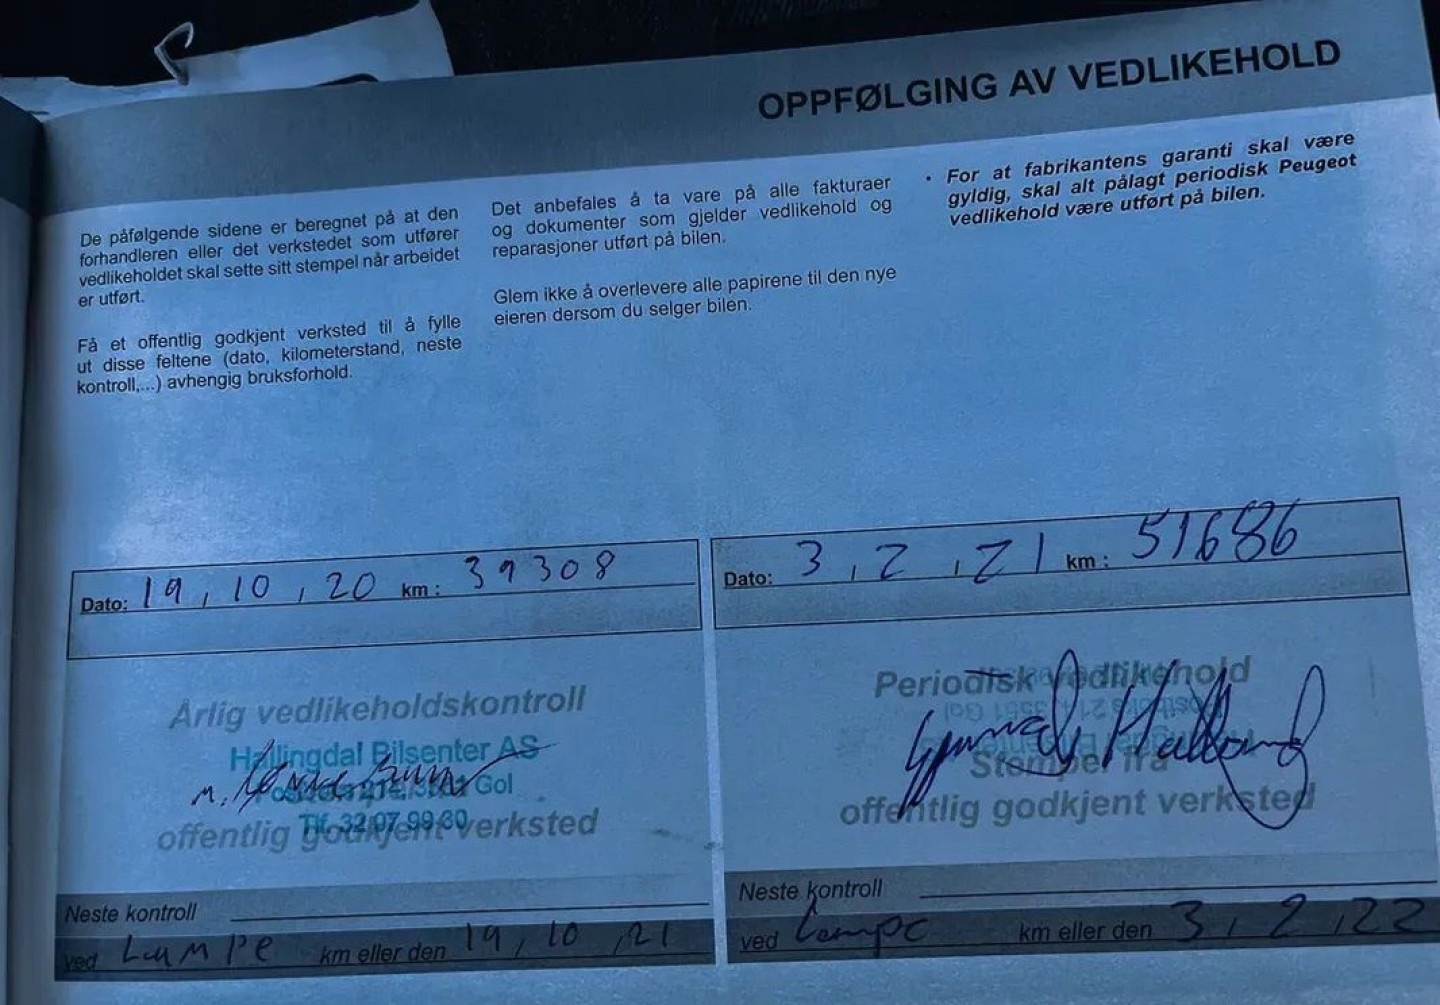 OPPFØLGING AV VEDLIKEHOLD
De påfølgende sidene er beregnet på at den
forhandleren eller det verkstedet som utfører
vedlikeholdet skal sette sitt stempel når arbeidet
er utført.
Få et offentlig godkjent verksted til å fylle
ut disse feltene (dato, kilometerstand, neste
kontroll,...) avhengig bruksforhold.
Det anbefales å ta vare på alle fakturaer
og dokumenter som gjelder vedlikehold og
reparasjoner utført på bilen.
Glem ikke å overlevere alle papirene til den nye
eieren dersom du selger bilen.
• For at fabrikantens garanti skal være
gyldig, skal alt pålagt periodisk Peugeot
vedlikehold være utført på bilen.
Dato: 19, 10, 20 km: 39308
Årlig vedlikeholdskontroll
Hallingdal Bilsenter AS
Gol
Tlf. 32 07 99 80
offentlig godkjent verksted
Neste kontroll
ved Lampe km eller den 19, 10, 21
Dato: 3, 2, 21 km: 51686
Periodisk vedlikehold
Stempel fra
offentlig godkjent verksted
Neste kontroll
ved Lampe km eller den 3, 2, 22